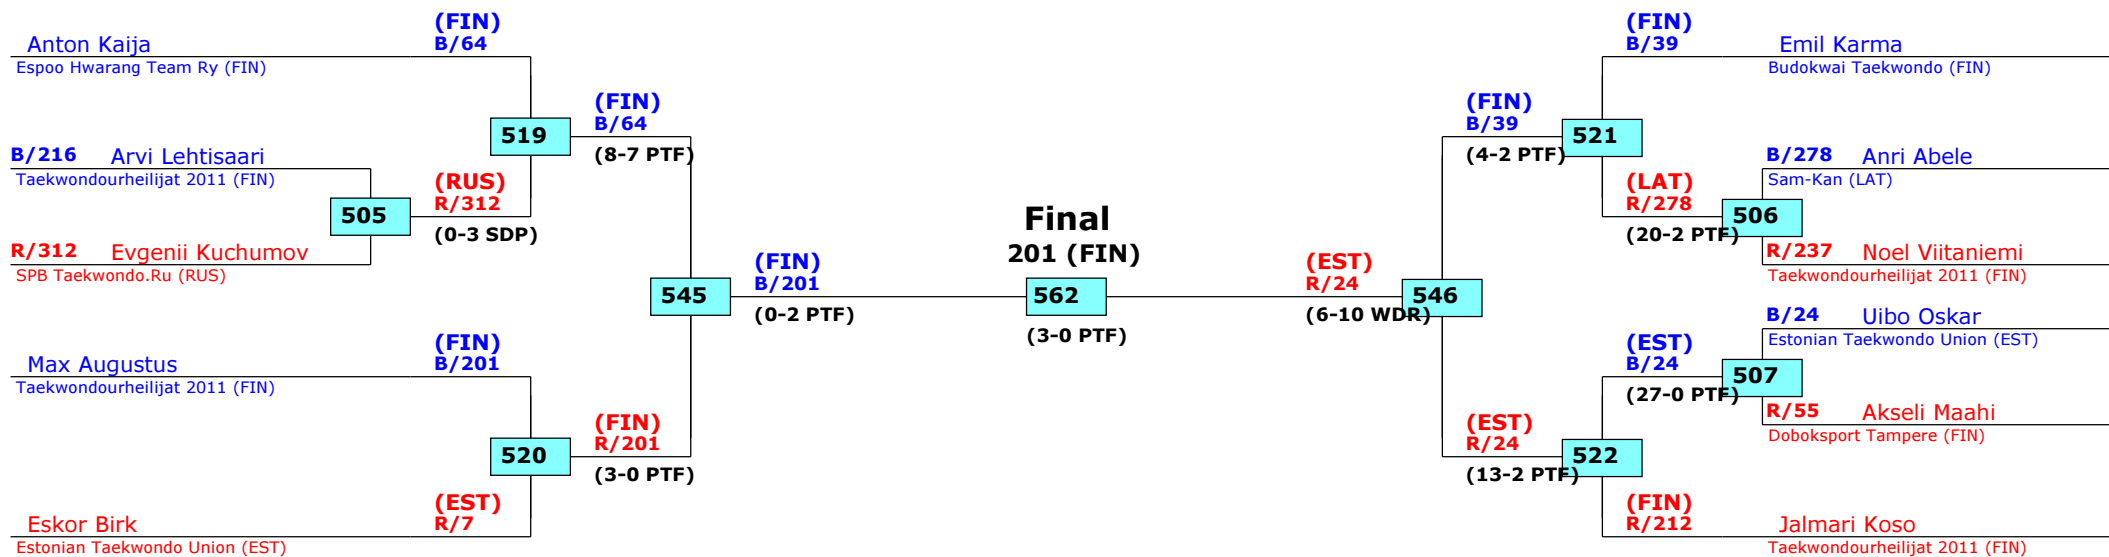 (FIN)
B/64
Anton Kaija
Espoo Hwarang Team Ry (FIN)
(FIN)
B/64
519
(8-7 PTF)
B/216 Arvi Lehtisaari
Taekwondourheilijat 2011 (FIN)
(RUS)
R/312
505
(0-3 SDP)
R/312 Evgenii Kuchumov
SPB Taekwondo.Ru (RUS)
(FIN)
B/201
545
(0-2 PTF)
(FIN)
B/201
Max Augustus
Taekwondourheilijat 2011 (FIN)
(FIN)
R/201
520
(3-0 PTF)
(EST)
R/7
Eskor Birk
Estonian Taekwondo Union (EST)
Final
201 (FIN)
562
(3-0 PTF)
(EST)
R/24
546
(6-10 WDR)
(FIN)
B/39
Emil Karma
Budokwai Taekwondo (FIN)
(FIN)
B/39
521
(4-2 PTF)
B/278 Anri Abele
Sam-Kan (LAT)
(LAT)
R/278
506
(20-2 PTF)
R/237 Noel Viitaniemi
Taekwondourheilijat 2011 (FIN)
B/24 Uibo Oskar
Estonian Taekwondo Union (EST)
(EST)
B/24
507
(27-0 PTF)
R/55 Akseli Maahi
Doboksport Tampere (FIN)
(EST)
R/24
522
(13-2 PTF)
(FIN)
R/212
Jalmari Koso
Taekwondourheilijat 2011 (FIN)